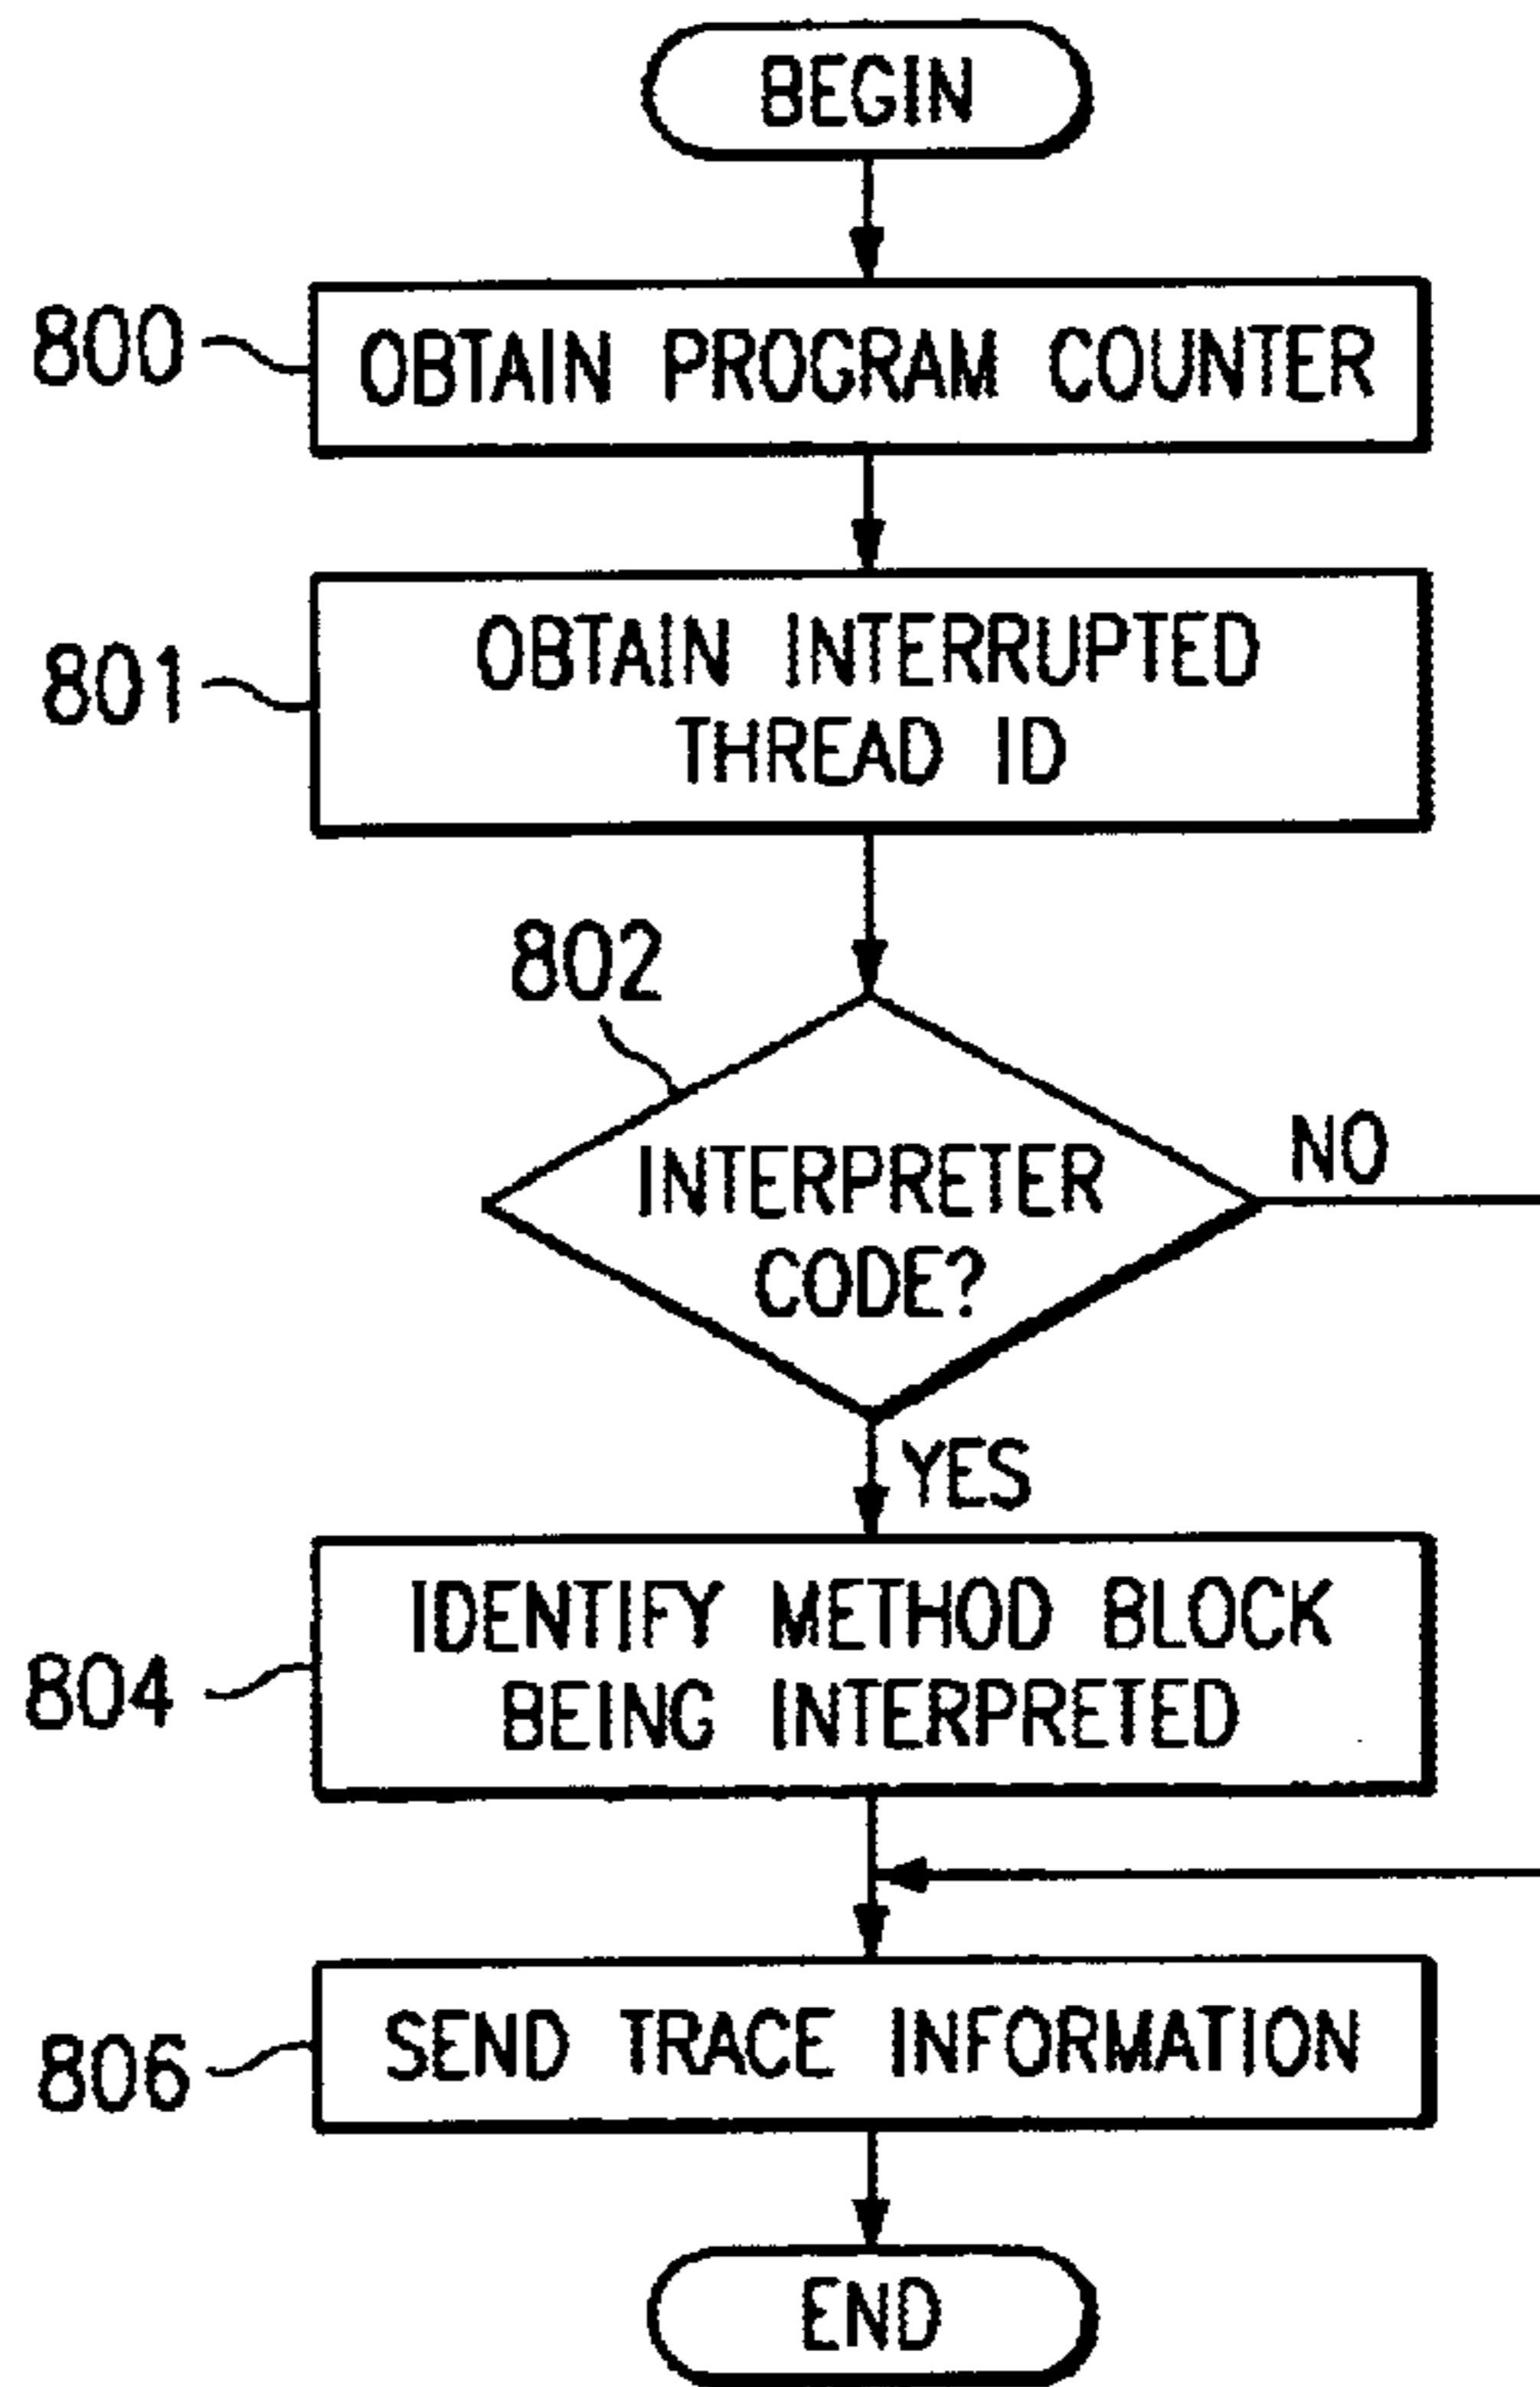 BEGIN
800
OBTAIN PROGRAM COUNTER
801
OBTAIN INTERRUPTED
THREAD ID
802
INTERPRETER
CODE?
NO
YES
804
IDENTIFY METHOD BLOCK
BEING INTERPRETED
806
SEND TRACE INFORMATION
END